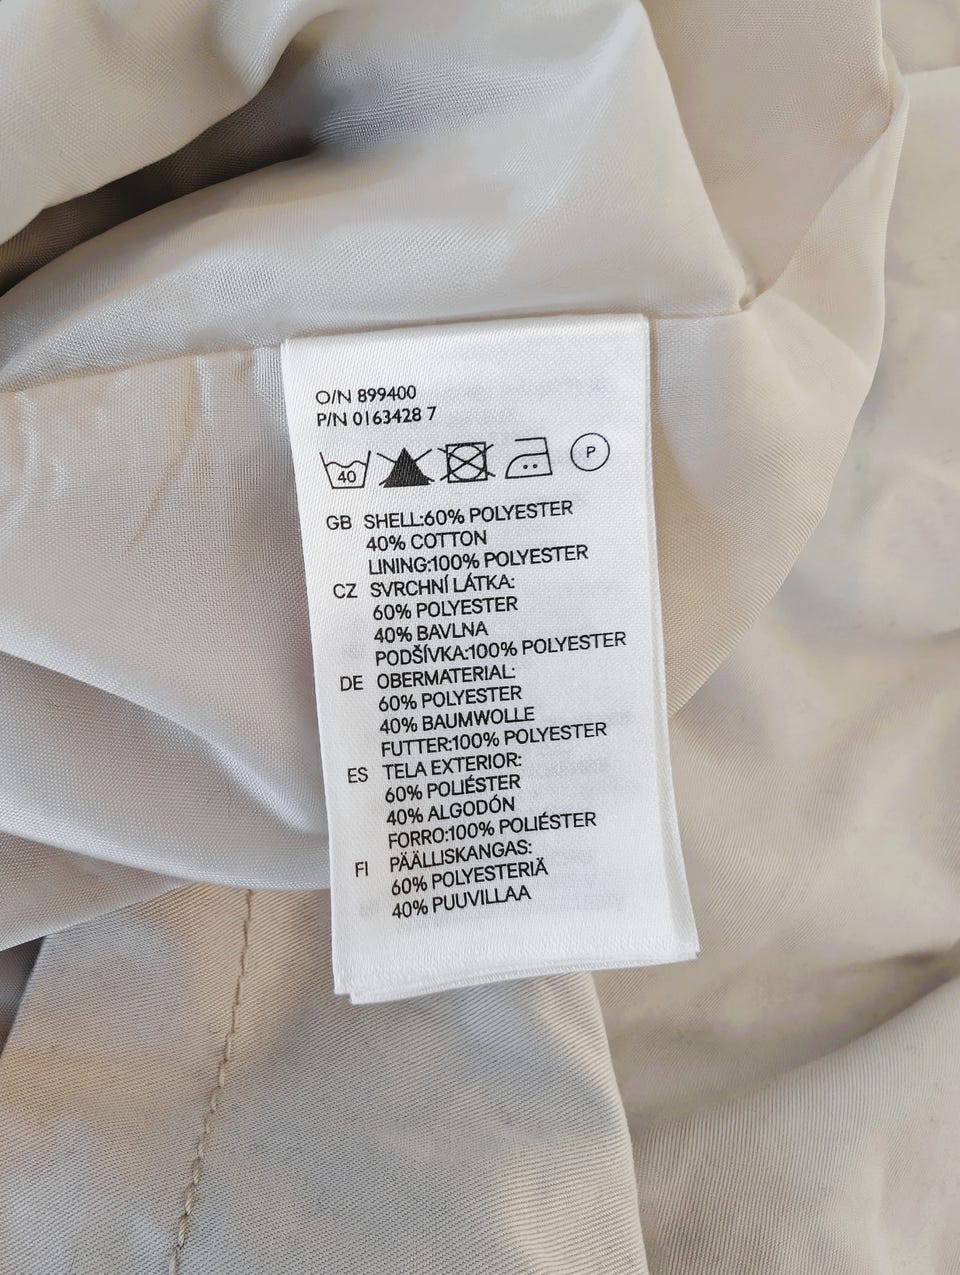 O/N 899400
P/N 0163428 7
40 P
GB SHELL:60% POLYESTER
40% COTTON
LINING:100% POLYESTER
CZ SVRCHNÍ LÁTKA:
60% POLYESTER
40% BAVLNA
PODŠÍVKA:100% POLYESTER
DE OBERMATERIAL:
60% POLYESTER
40% BAUMWOLLE
FUTTER:100% POLYESTER
ES TELA EXTERIOR:
60% POLIÉSTER
40% ALGODÓN
FORRO:100% POLIÉSTER
FI PÄÄLLISKANGAS:
60% POLYESTERIÄ
40% PUUVILLAA